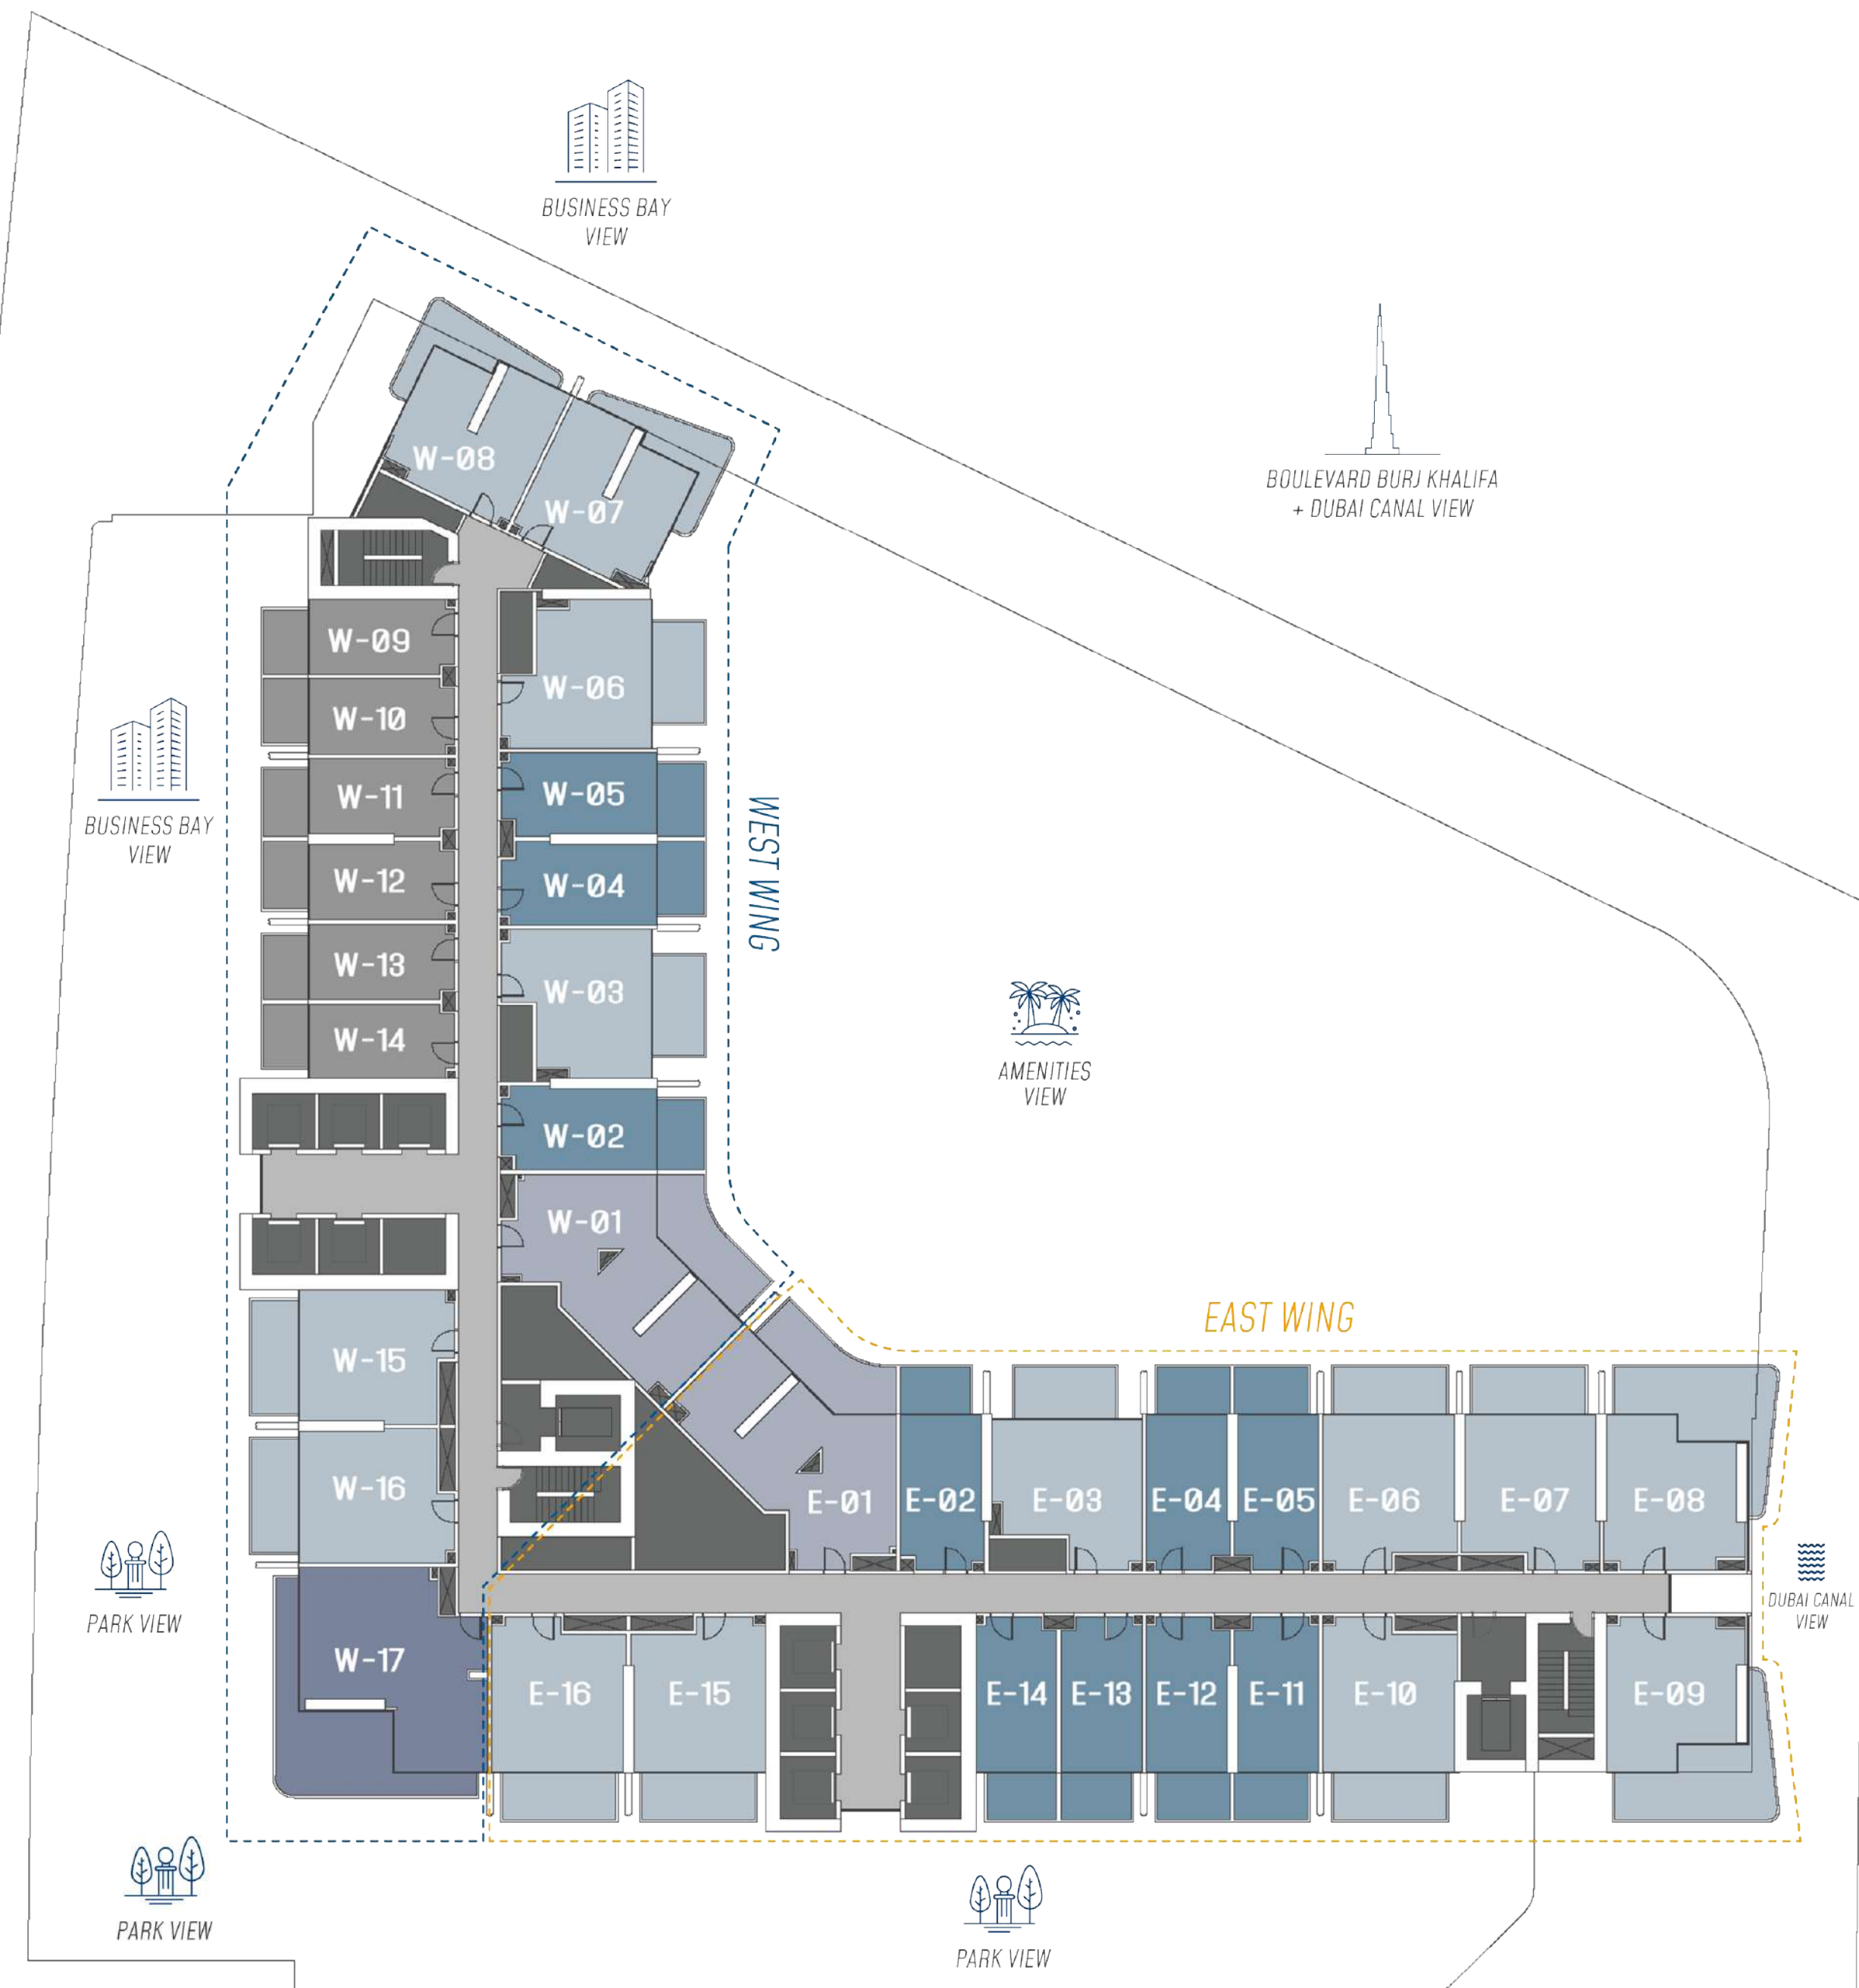 BUSINESS BAY
VIEW
BOULEVARD BURJ KHALIFA
+ DUBAI CANAL VIEW
W-08
W-07
W-09
W-06
W-10
W-11
W-05
BUSINESS BAY
VIEW
WEST WING
W-12
W-04
W-13
W-03
W-14
AMENITIES
VIEW
W-02
W-01
EAST WING
W-15
W-16
E-01
E-02
E-03
E-04
E-05
E-06
E-07
E-08
PARK VIEW
DUBAI CANAL
VIEW
W-17
E-16
E-15
E-14
E-13
E-12
E-11
E-10
E-09
PARK VIEW
PARK VIEW